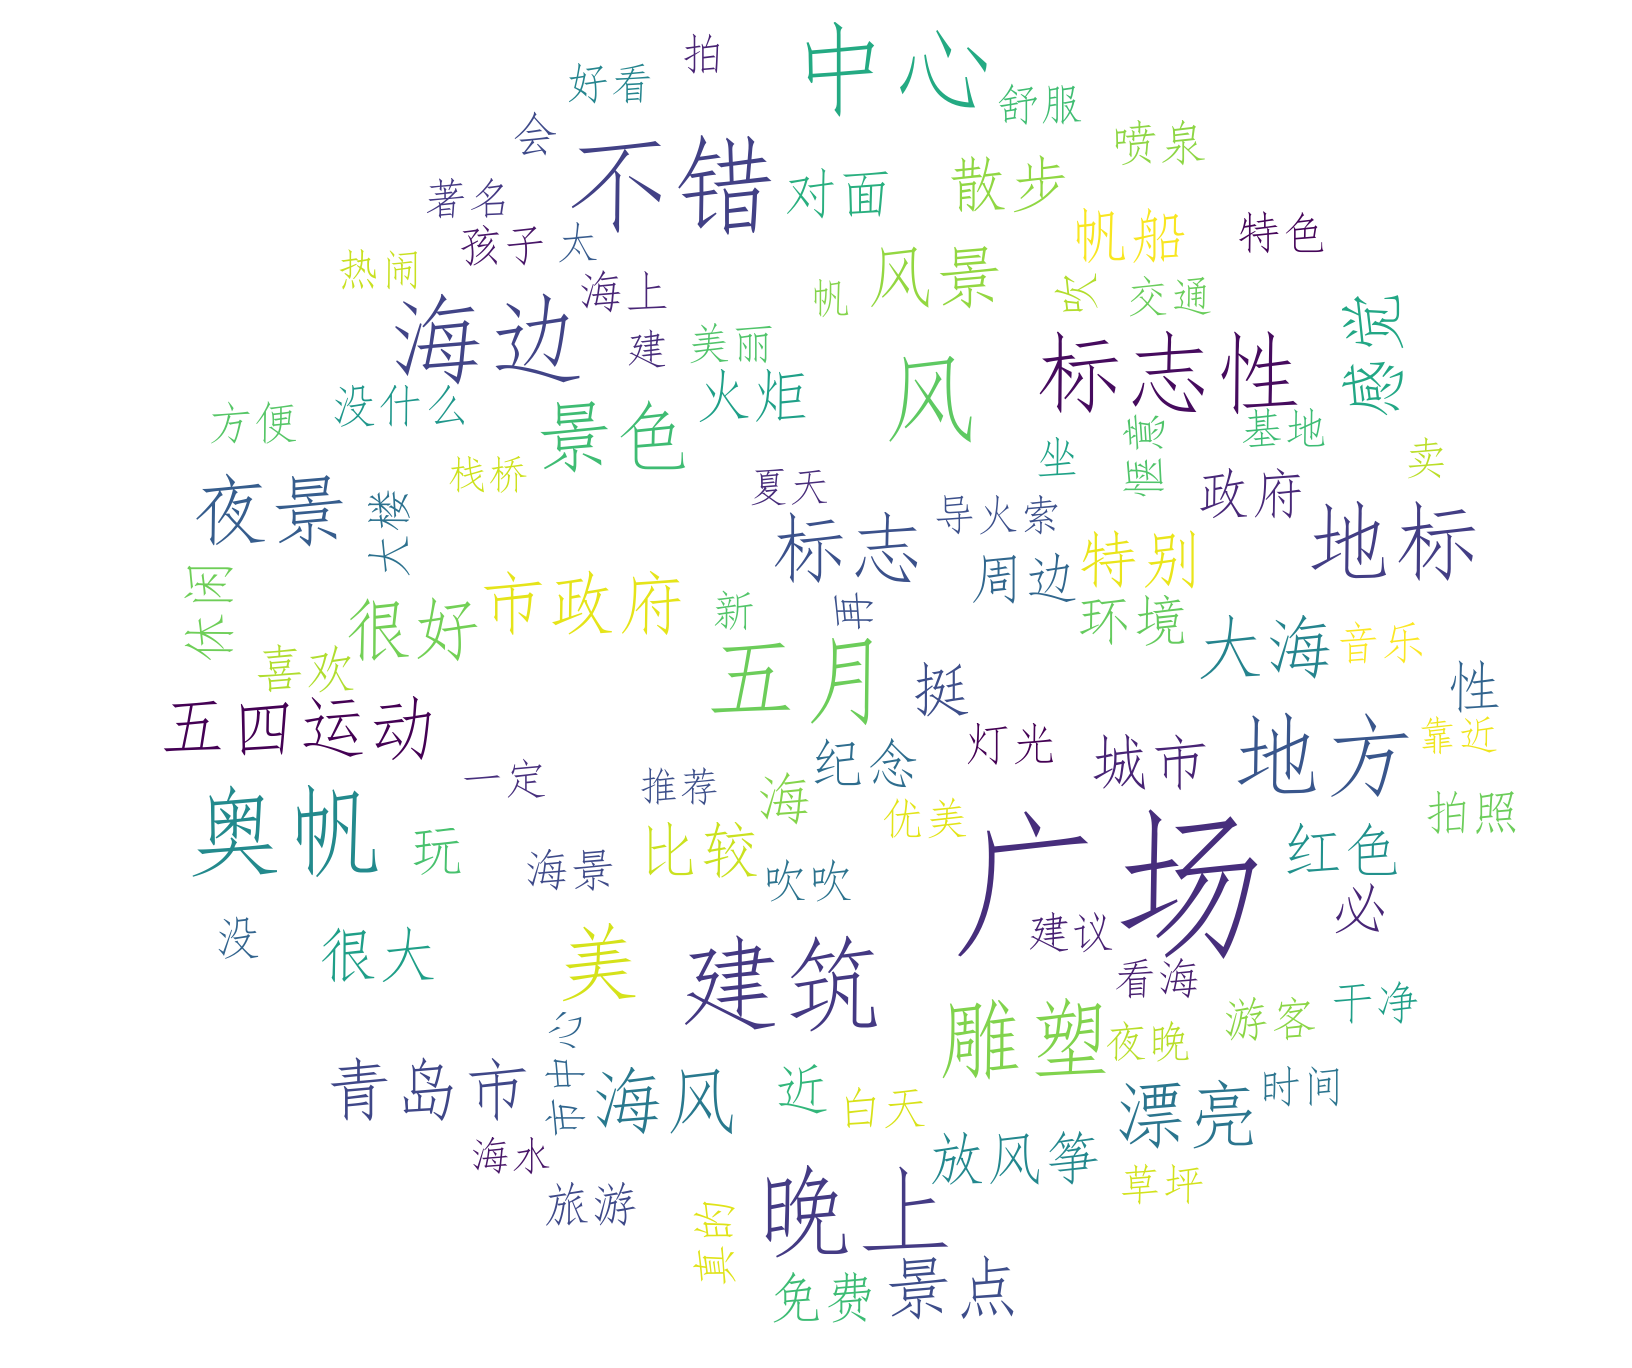 拍
中心
好看
舒服
会
喷泉
不错
对面
散步
著名
帆船
特色
孩子
太
热闹
海上
帆
风景
吹
交通
海边
建
美丽
感觉
标志性
没什么
火炬
风
方便
景色
惬意
基地
坐
卖
栈桥
夜景
大楼
夏天
导火索
政府
地标
标志
周边
特别
休闲
很好
市政府
新
再
环境
大海
音乐
喜欢
五月
挺
性
五四运动
灯光
城市
地方
靠近
一定
推荐
海
纪念
优美
奥帆
玩
海景
比较
吹吹
广场
红色
拍照
必
没
很大
美
建筑
建议
看海
雕塑
夜晚
游客
干净
青岛市
市中心
海风
近
白天
漂亮
时间
海水
放风筝
草坪
旅游
真的
晚上
免费
景点